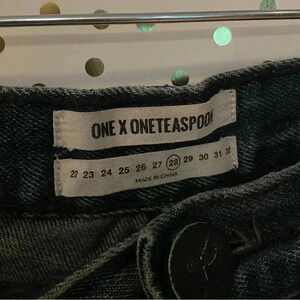 ONE X ONETEASPOON
22 23 24 25 26 27 28 29 30 31 32
MADE IN CHINA